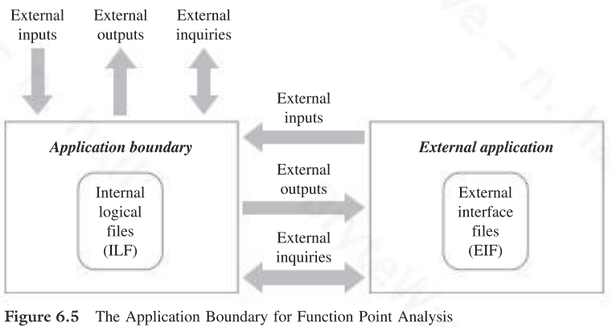 External
inputs
External
outputs
External
inquiries
Application boundary
Internal
logical
files
(ILF)
External
inputs
External
outputs
External
inquiries
External application
External
interface
files
(EIF)
Figure 6.5 The Application Boundary for Function Point Analysis